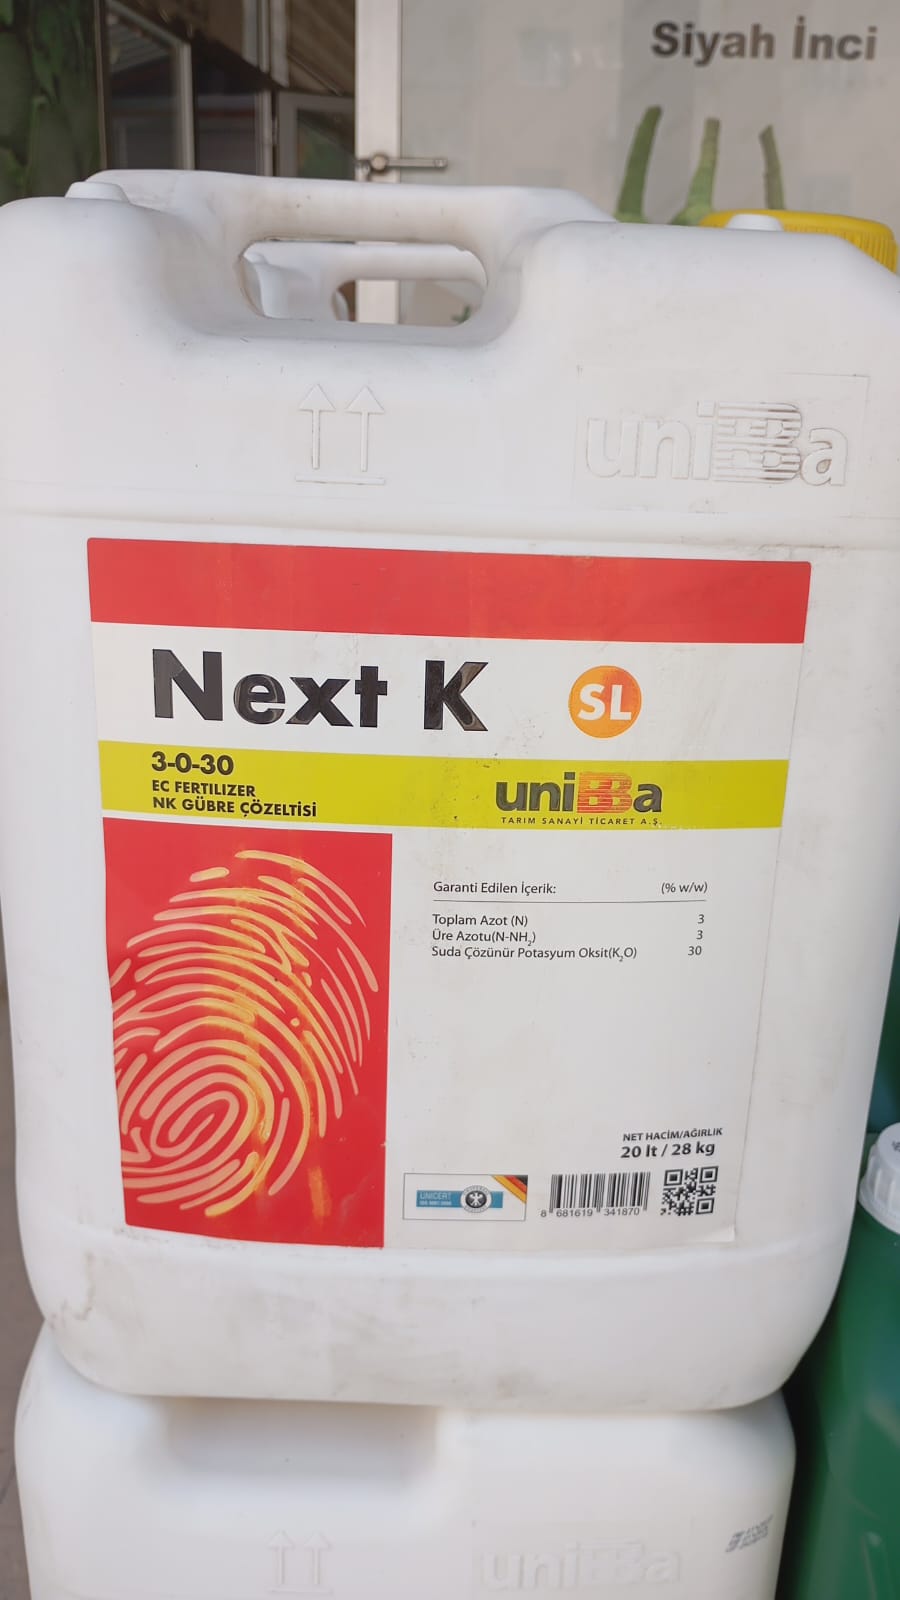 Siyah İnci
uniBa
Next K
SL
3-0-30
EC FERTILIZER
NK GÜBRE ÇÖZELTİSİ
uniBa
TARIM SANAYİ TİCARET A.Ş.
Garanti Edilen İçerik: (% w/w)
Toplam Azot (N) 3
Üre Azotu(N-NH₂) 3
Suda Çözünür Potasyum Oksit(K₂O) 30
NET HACİM/AĞIRLIK
20 lt / 28 kg
UNICERT
8 681619 341870
uniBa